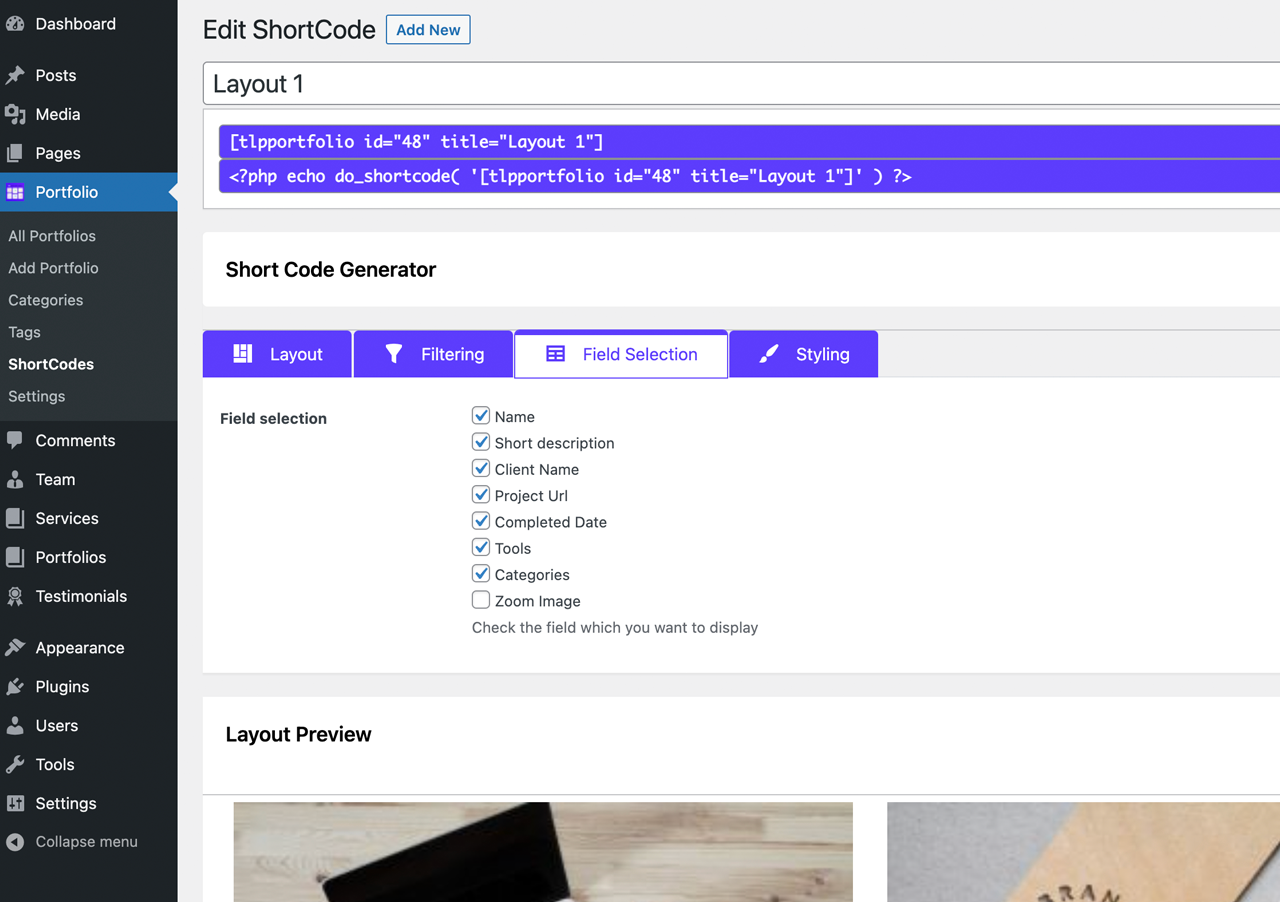 Dashboard
Posts
Media
Pages
Portfolio
All Portfolios
Add Portfolio
Categories
Tags
ShortCodes
Settings
Comments
Team
Services
Portfolios
Testimonials
Appearance
Plugins
Users
Tools
Settings
Collapse menu
Edit ShortCode Add New
Layout 1
[tlpportfolio id="48" title="Layout 1"]
<?php echo do_shortcode( '[tlpportfolio id="48" title="Layout 1"]' ) ?>
Short Code Generator
Layout Filtering Field Selection Styling
Field selection
Name
Short description
Client Name
Project Url
Completed Date
Tools
Categories
Zoom Image
Check the field which you want to display
Layout Preview
BRAN